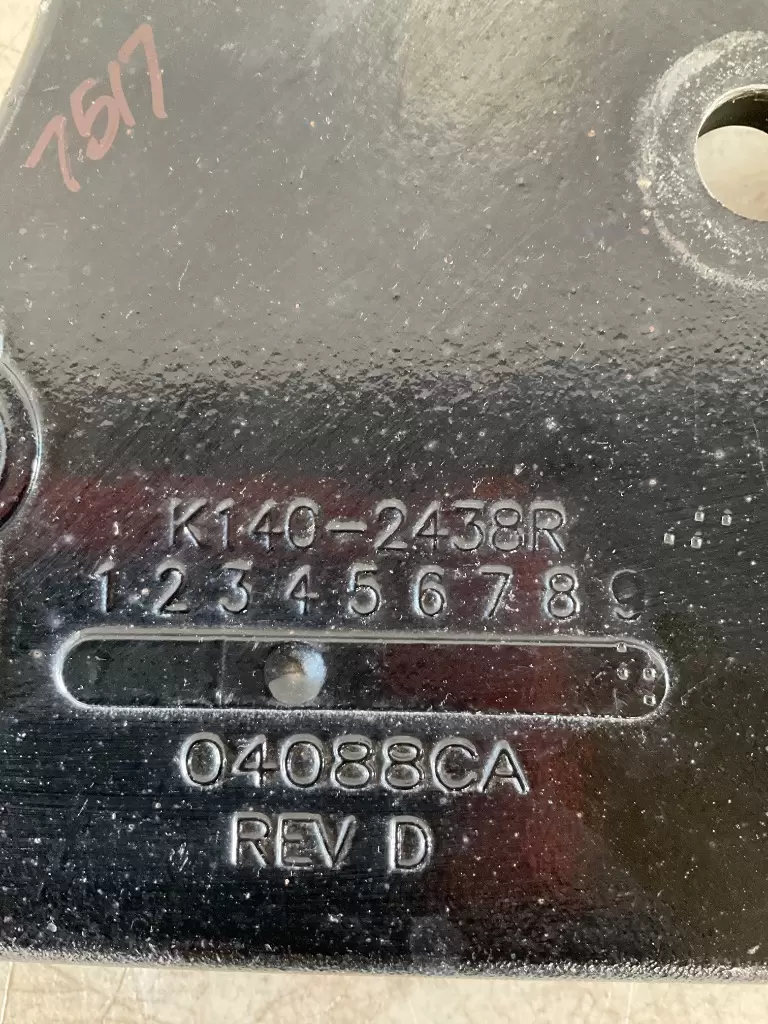 7517
K140-2438R
1 2 3 4 5 6 7 8 9
04088CA
REV D